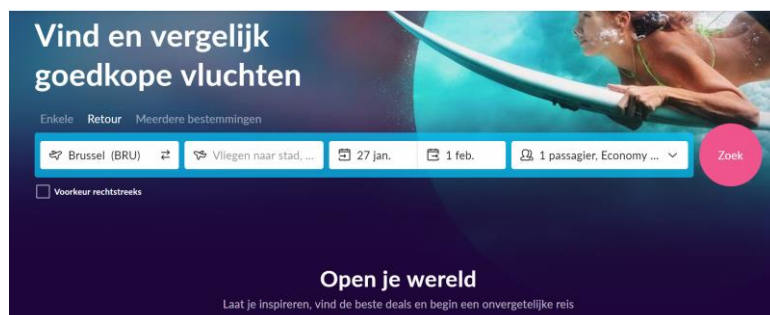 Vind en vergelijk
goedkope vluchten
Enkele Retour Meerdere bestemmingen
Brussel (BRU) Vliegen naar stad, ... 27 jan. 1 feb. 1 passagier, Economy ... Zoek
Voorkeur rechtstreeks
Open je wereld
Laat je inspireren, vind de beste deals en begin een onvergetelijke reis